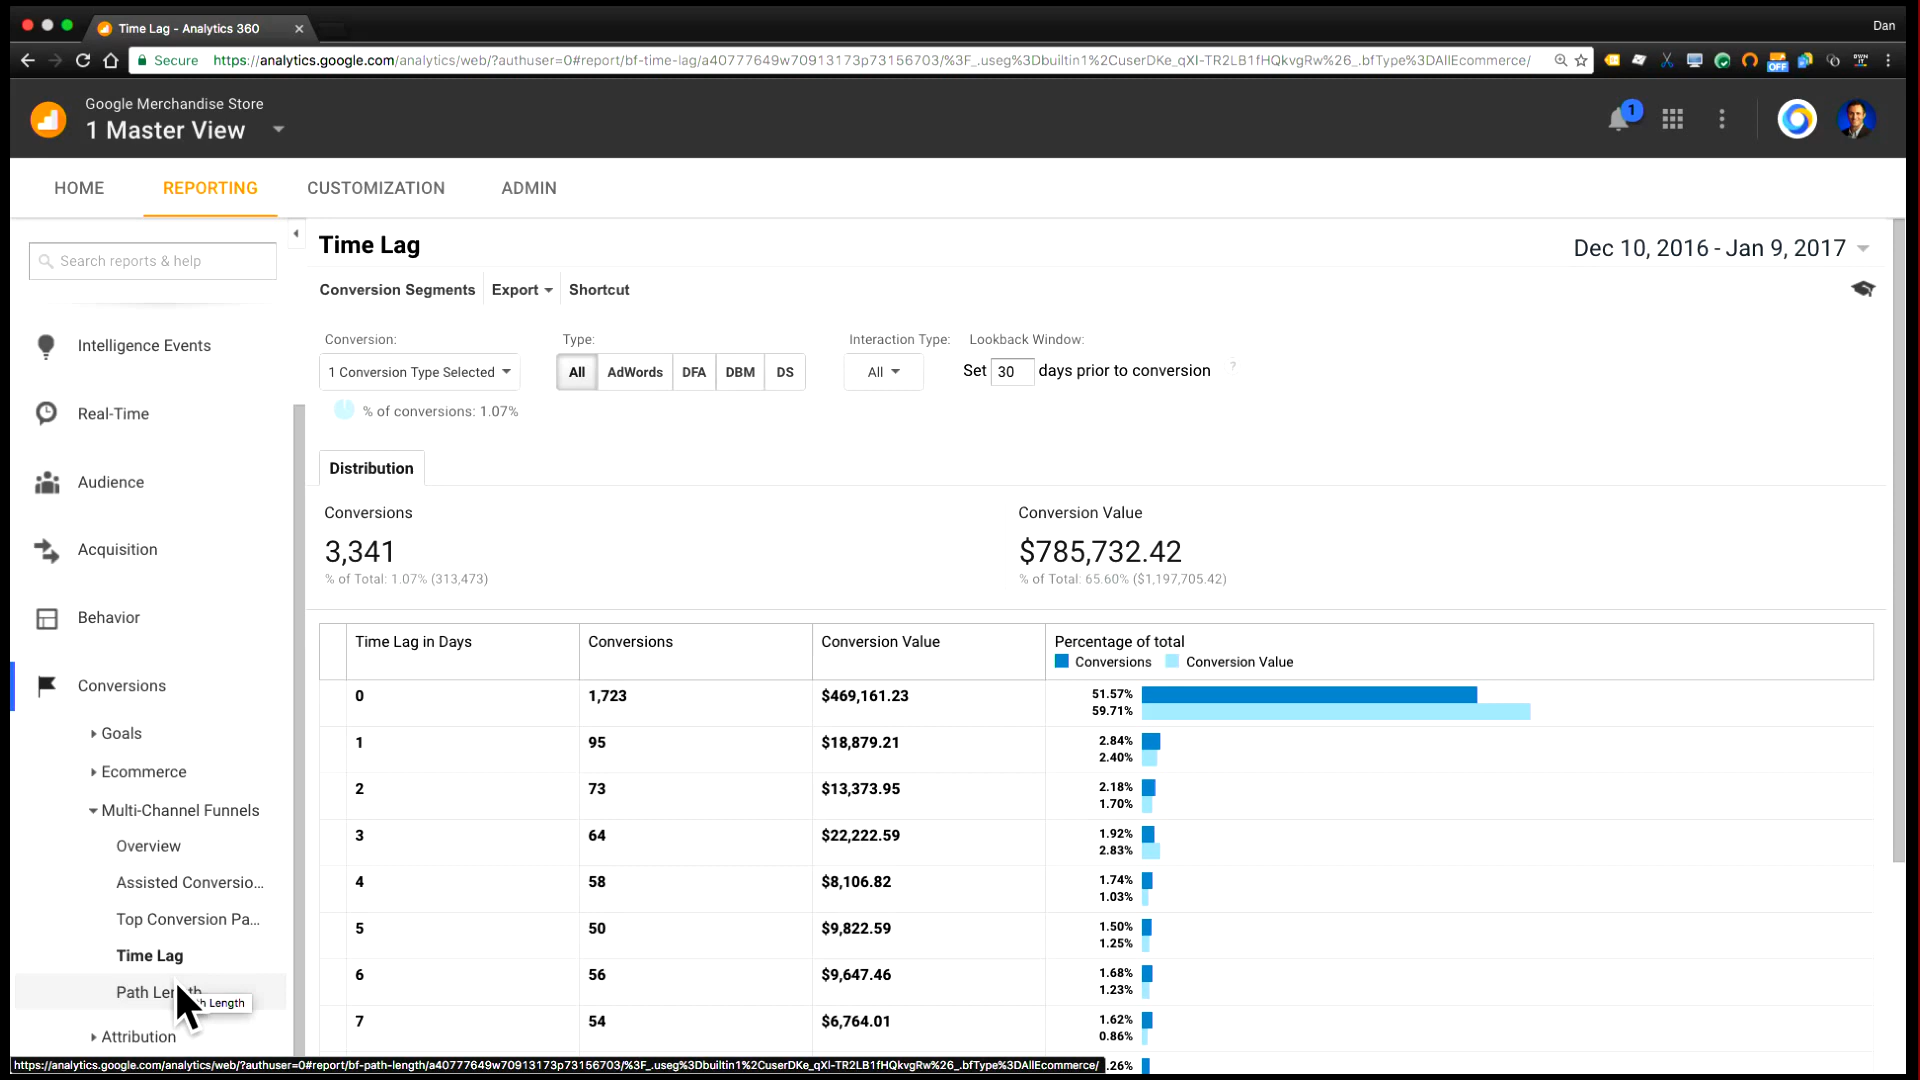 Time Lag - Analytics 360
Dan
Secure https://analytics.google.com/analytics/web/?authuser=0#report/bf-time-lag/a40777649w70913173p73156703/%3F_.useg%3Dbuiltin1%2CuserDKe_qXI-TR2LB1fHQkvgRw%26_.bfType%3DAllEcommerce/
OFF
Google Merchandise Store
1 Master View
1
HOME
REPORTING
CUSTOMIZATION
ADMIN
Search reports & help
Time Lag
Dec 10, 2016 - Jan 9, 2017
Conversion Segments
Export
Shortcut
Intelligence Events
Real-Time
Audience
Acquisition
Behavior
Conversions
Goals
Ecommerce
Multi-Channel Funnels
Overview
Assisted Conversio...
Top Conversion Pa...
Time Lag
Path Length
h Length
Attribution
Conversion:
Type:
Interaction Type:
Lookback Window:
1 Conversion Type Selected
All AdWords DFA DBM DS
All
Set 30 days prior to conversion ?
% of conversions: 1.07%
Distribution
Conversions
3,341
% of Total: 1.07% (313,473)
Conversion Value
$785,732.42
% of Total: 65.60% ($1,197,705.42)
Time Lag in Days Conversions Conversion Value Percentage of total
Conversions Conversion Value
0 1,723 $469,161.23 51.57%
59.71%
1 95 $18,879.21 2.84%
2.40%
2 73 $13,373.95 2.18%
1.70%
3 64 $22,222.59 1.92%
2.83%
4 58 $8,106.82 1.74%
1.03%
5 50 $9,822.59 1.50%
1.25%
6 56 $9,647.46 1.68%
1.23%
7 54 $6,764.01 1.62%
0.86%
.26%
https://analytics.google.com/analytics/web/?authuser=0#report/bf-path-length/a40777649w70913173p73156703/%3F_.useg%3Dbuiltin1%2CuserDKe_qXI-TR2LB1fHQkvgRw%26_.bfType%3DAllEcommerce/